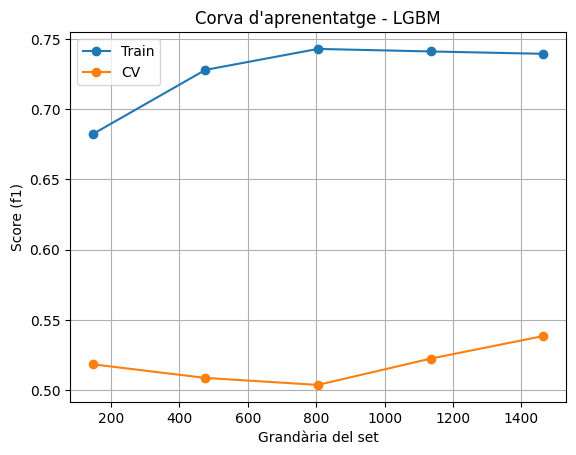 Corva d'aprenentatge - LGBM
Train
CV
Score (f1)
0.75
0.70
0.65
0.60
0.55
0.50
200 400 600 800 1000 1200 1400
Grandària del set